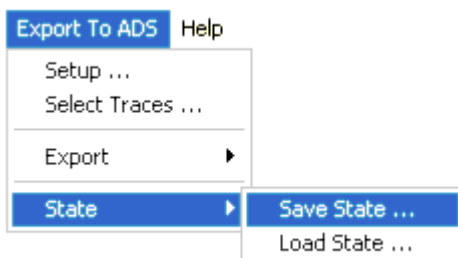 Export To ADS Help
Setup ...
Select Traces ...
Export
State Save State ...
Load State ...